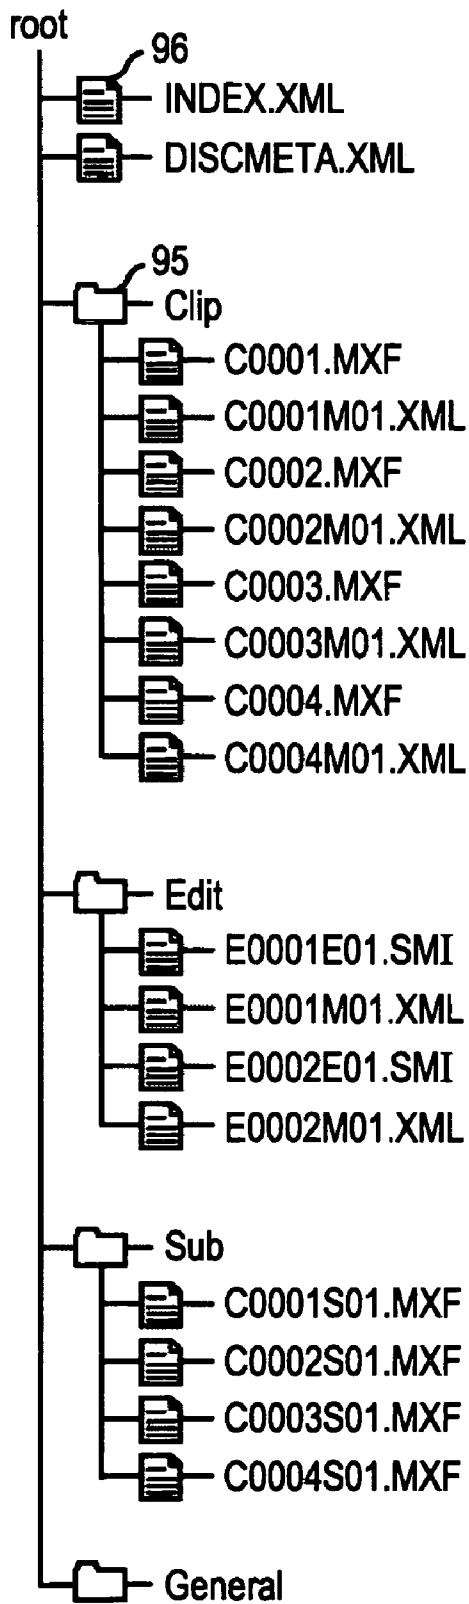 root
96
INDEX.XML
DISCMETA.XML
95
Clip
C0001.MXF
C0001M01.XML
C0002.MXF
C0002M01.XML
C0003.MXF
C0003M01.XML
C0004.MXF
C0004M01.XML
Edit
E0001E01.SMI
E0001M01.XML
E0002E01.SMI
E0002M01.XML
Sub
C0001S01.MXF
C0002S01.MXF
C0003S01.MXF
C0004S01.MXF
General